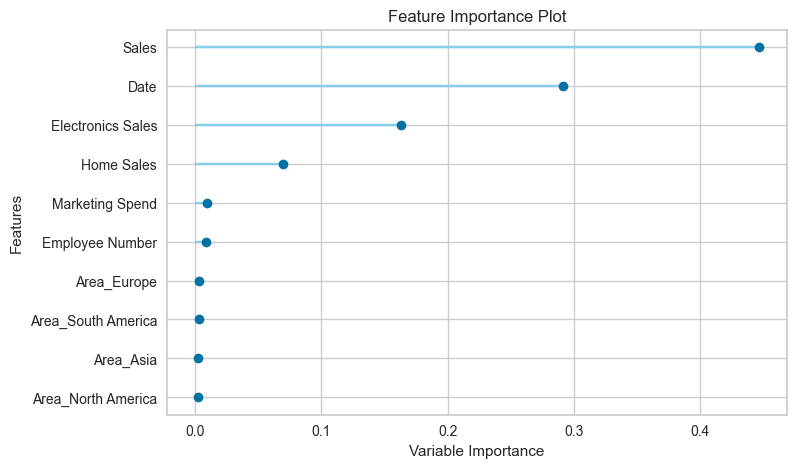 Feature Importance Plot
Sales
Date
Electronics Sales
Home Sales
Marketing Spend
Employee Number
Area_Europe
Area_South America
Area_Asia
Area_North America
Features
0.0 0.1 0.2 0.3 0.4
Variable Importance